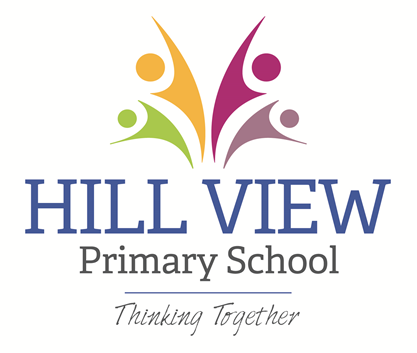 HILL VIEW
Primary School
Thinking Together